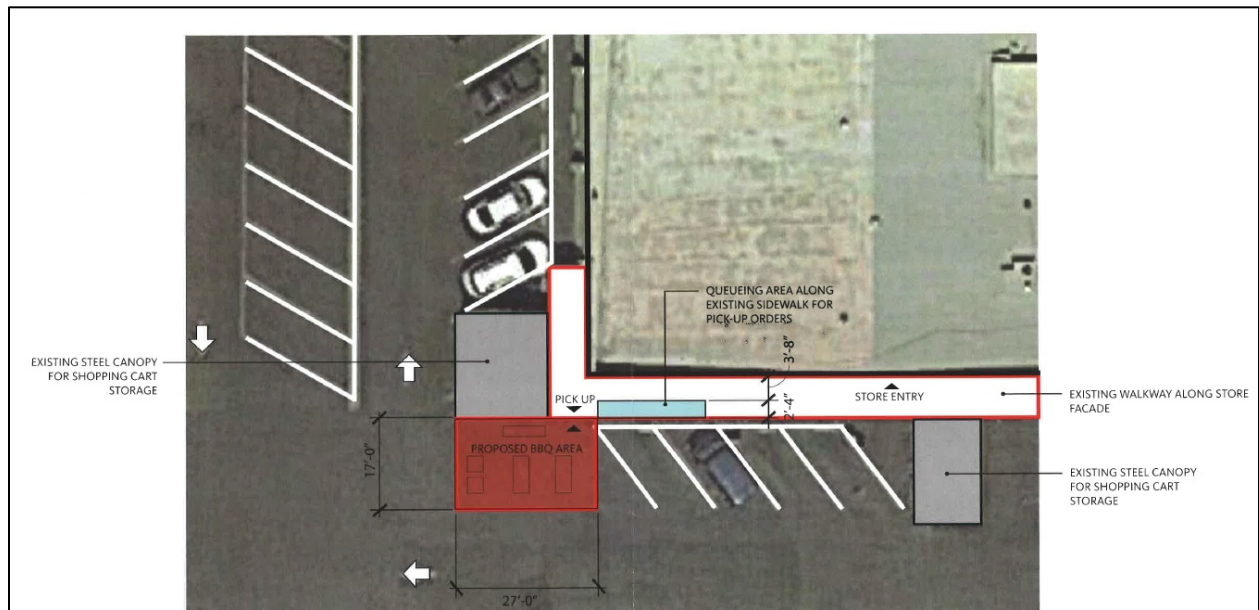 QUEUEING AREA ALONG
EXISTING SIDEWALK FOR
PICK-UP ORDERS
EXISTING STEEL CANOPY
FOR SHOPPING CART
STORAGE
3'-8"
2'-4"
STORE ENTRY
EXISTING WALKWAY ALONG STORE
FACADE
PICK UP
PROPOSED BBQ AREA
17'-0"
27'-0"
EXISTING STEEL CANOPY
FOR SHOPPING CART
STORAGE